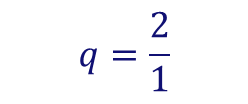 q = 2/1